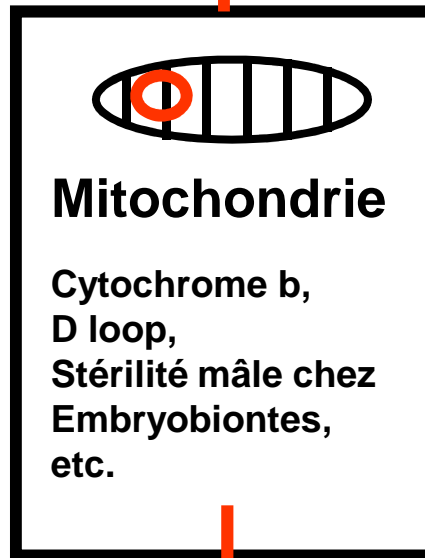 Mitochondrie
Cytochrome b,
D loop,
Stérilité mâle chez
Embryobiontes,
etc.